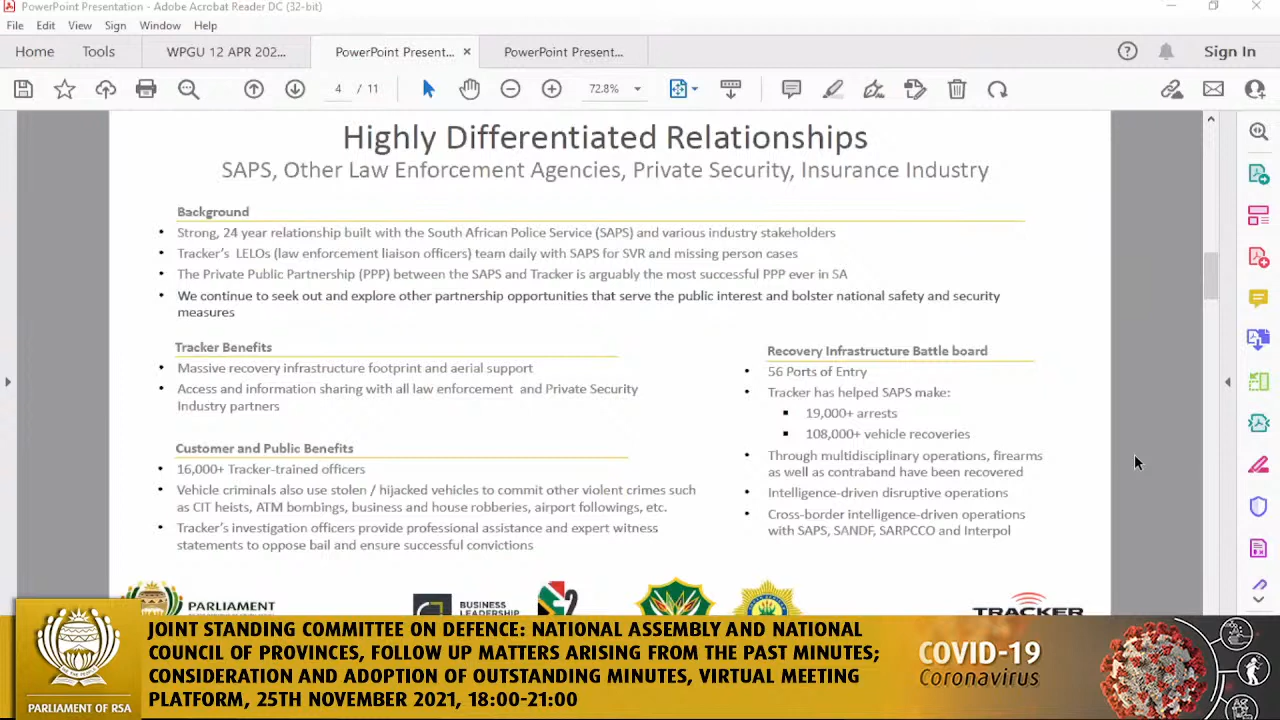 PowerPoint Presentation - Adobe Acrobat Reader DC (32-bit)
File Edit View Sign Window Help
Home Tools WPGU 12 APR 202... PowerPoint Present... × PowerPoint Present... Sign In
4 / 11 72.8%
Highly Differentiated Relationships
SAPS, Other Law Enforcement Agencies, Private Security, Insurance Industry
Background
• Strong, 24 year relationship built with the South African Police Service (SAPS) and various industry stakeholders
• Tracker's LELOs (law enforcement liaison officers) team daily with SAPS for SVR and missing person cases
• The Private Public Partnership (PPP) between the SAPS and Tracker is arguably the most successful PPP ever in SA
• We continue to seek out and explore other partnership opportunities that serve the public interest and bolster national safety and security
measures
Tracker Benefits
• Massive recovery infrastructure footprint and aerial support
• Access and information sharing with all law enforcement and Private Security
Industry partners
Customer and Public Benefits
• 16,000+ Tracker-trained officers
• Vehicle criminals also use stolen / hijacked vehicles to commit other violent crimes such
as CIT heists, ATM bombings, business and house robberies, airport followings, etc.
• Tracker's investigation officers provide professional assistance and expert witness
statements to oppose bail and ensure successful convictions
Recovery Infrastructure Battle board
• 56 Ports of Entry
• Tracker has helped SAPS make:
▪ 19,000+ arrests
▪ 108,000+ vehicle recoveries
• Through multidisciplinary operations, firearms
as well as contraband have been recovered
• Intelligence-driven disruptive operations
• Cross-border intelligence-driven operations
with SAPS, SANDF, SARPCCO and Interpol
PARLIAMENT
BUSINESS
LEADERSHIP
TRACKER
PARLIAMENT OF RSA
JOINT STANDING COMMITTEE ON DEFENCE: NATIONAL ASSEMBLY AND NATIONAL
COUNCIL OF PROVINCES, FOLLOW UP MATTERS ARISING FROM THE PAST MINUTES;
CONSIDERATION AND ADOPTION OF OUTSTANDING MINUTES, VIRTUAL MEETING
PLATFORM, 25TH NOVEMBER 2021, 18:00-21:00
COVID-19
Coronavirus